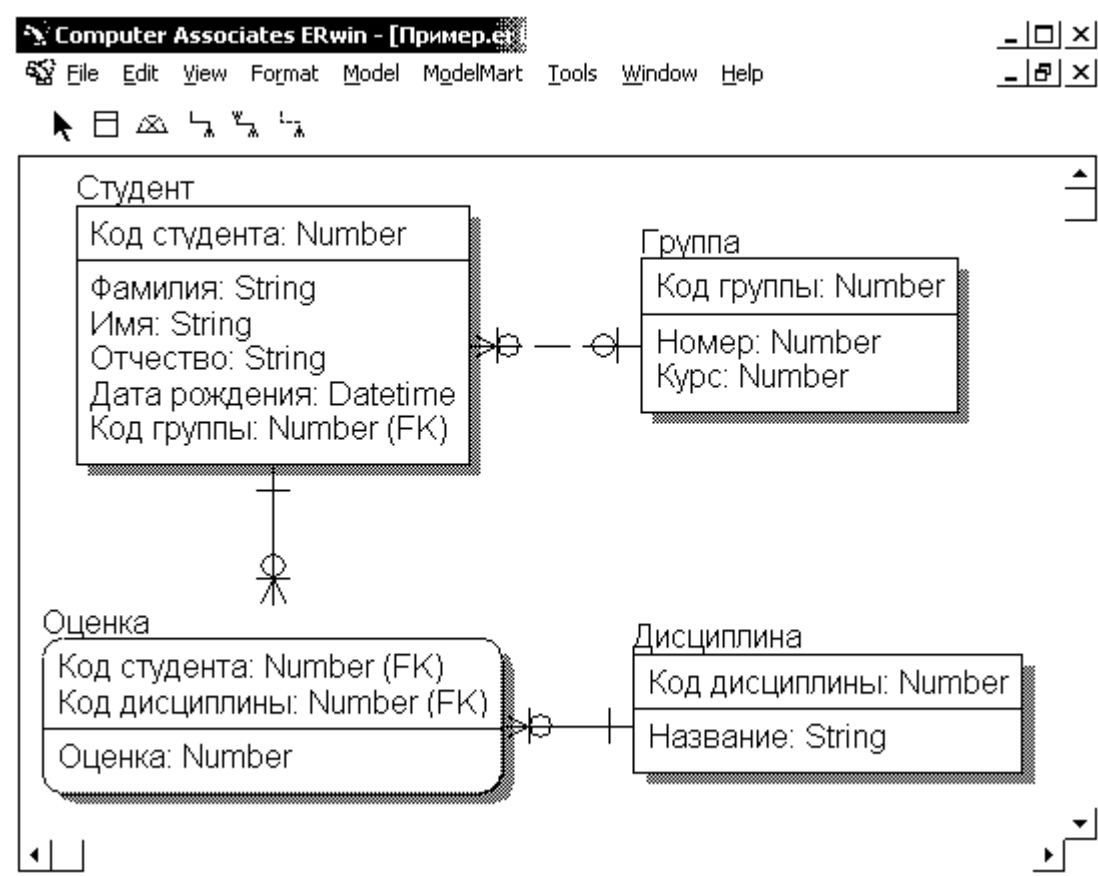 Computer Associates ERwin - [Пример.er
File Edit View Format Model ModelMart Tools Window Help
Студент
Код студента: Number
Фамилия: String
Имя: String
Отчество: String
Дата рождения: Datetime
Код группы: Number (FK)
Группа
Код группы: Number
Номер: Number
Курс: Number
Оценка
Код студента: Number (FK)
Код дисциплины: Number (FK)
Оценка: Number
Дисциплина
Код дисциплины: Number
Название: String